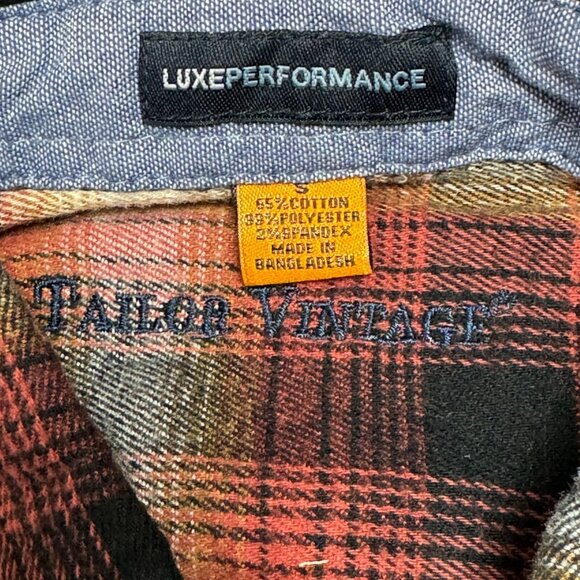 LUXEPERFORMANCE
S
65%COTTON
33%POLYESTER
2%SPANDEX
MADE IN
BANGLADESH
TAILOR VINTAGE